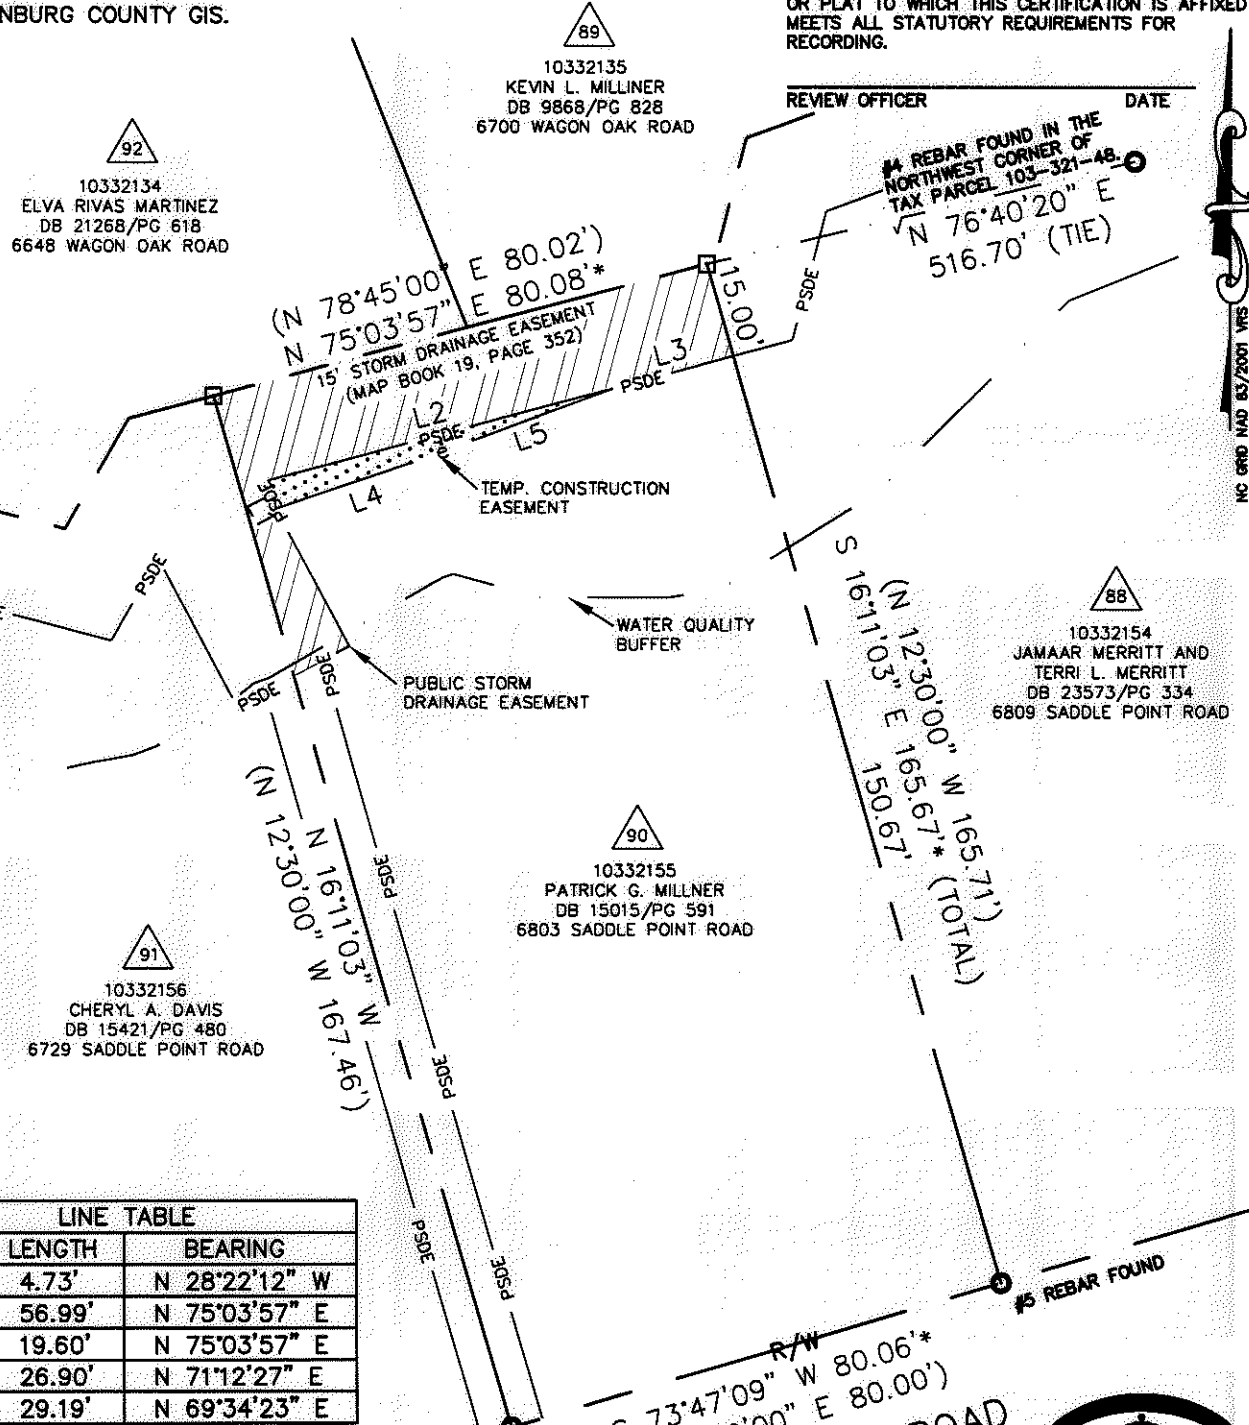 NBURG COUNTY GIS.
OR PLAT TO WHICH THIS CERTIFICATION IS AFFIXED
MEETS ALL STATUTORY REQUIREMENTS FOR
RECORDING.
REVIEW OFFICER DATE
89
10332135
KEVIN L. MILLINER
DB 9868/PG 828
6700 WAGON OAK ROAD
92
10332134
ELVA RIVAS MARTINEZ
DB 21268/PG 618
6648 WAGON OAK ROAD
#4 REBAR FOUND IN THE
NORTHWEST CORNER OF
TAX PARCEL 103-321-48.
N 76°40'20" E
516.70' (TIE)
NC GRID NAD 83/2001 VRS
(N 78°45'00" E 80.02')
N 75°03'57" E 80.08'*
15' STORM DRAINAGE EASEMENT
(MAP BOOK 19, PAGE 352)
15.00'
PSDE
L3
PSDE
L2
PSDE
L5
L4
PSDE
TEMP. CONSTRUCTION
EASEMENT
PSDE
WATER QUALITY
BUFFER
PSDE
PSDE
PUBLIC STORM
DRAINAGE EASEMENT
88
10332154
JAMAAR MERRITT AND
TERRI L. MERRITT
DB 23573/PG 334
6809 SADDLE POINT ROAD
(N 12°30'00" W 165.71')
S 16°11'03" E 165.67'* (TOTAL)
150.67'
90
10332155
PATRICK G. MILLNER
DB 15015/PG 591
6803 SADDLE POINT ROAD
N 16°11'03" W
(N 12°30'00" W 167.46')
PSDE
PSDE
PSDE
PSDE
91
10332156
CHERYL A. DAVIS
DB 15421/PG 480
6729 SADDLE POINT ROAD
LINE TABLE
LENGTH BEARING
4.73' N 28°22'12" W
56.99' N 75°03'57" E
19.60' N 75°03'57" E
26.90' N 71°12'27" E
29.19' N 69°34'23" E
#5 REBAR FOUND
R/W
73°47'09" W 80.06'*
00" E 80.00')
ROAD